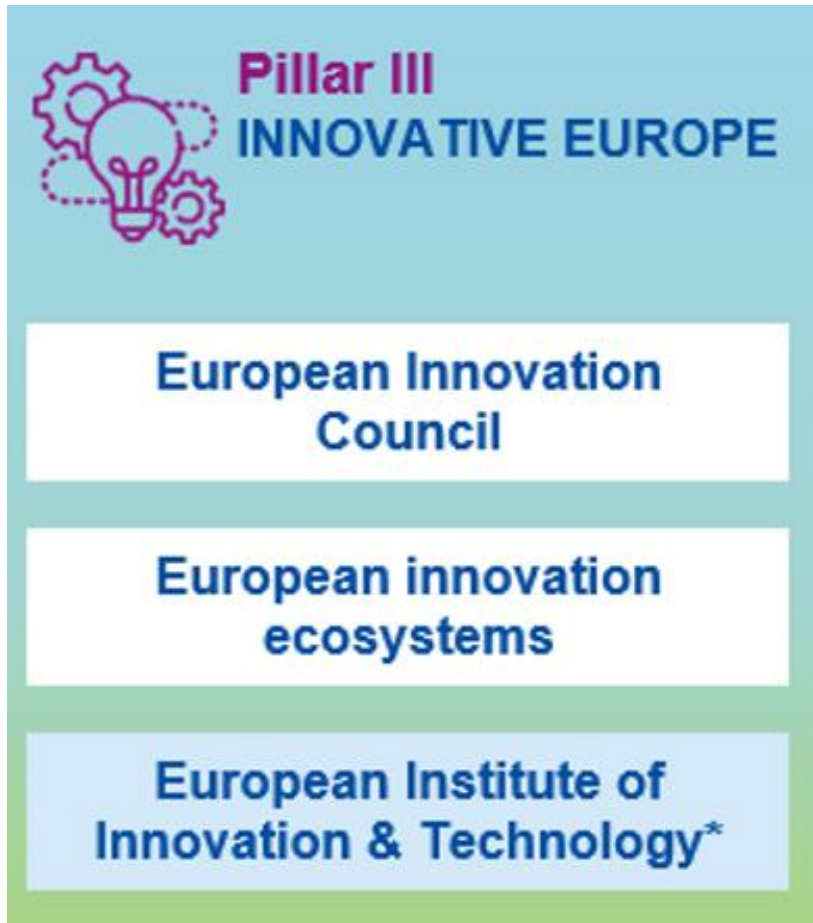 Pillar III
INNOVATIVE EUROPE
European Innovation
Council
European innovation
ecosystems
European Institute of
Innovation & Technology*